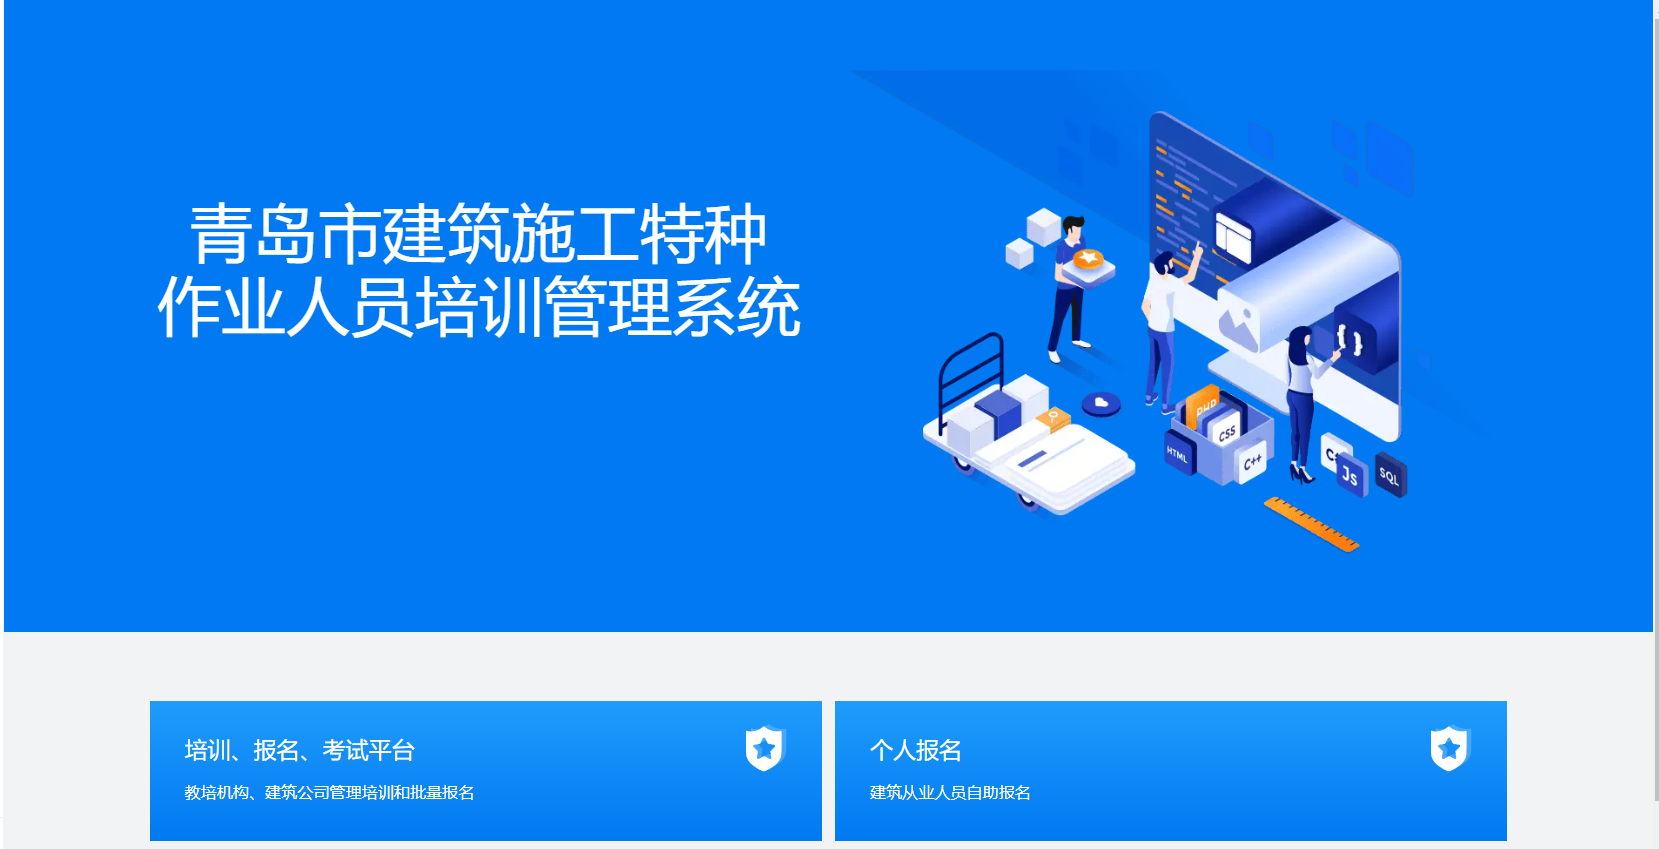 青岛市建筑施工特种
作业人员培训管理系统
{ }
PHP
CSS
HTML
C++
JS
SQL
培训、报名、考试平台
教培机构、建筑公司管理培训和批量报名
个人报名
建筑从业人员自助报名